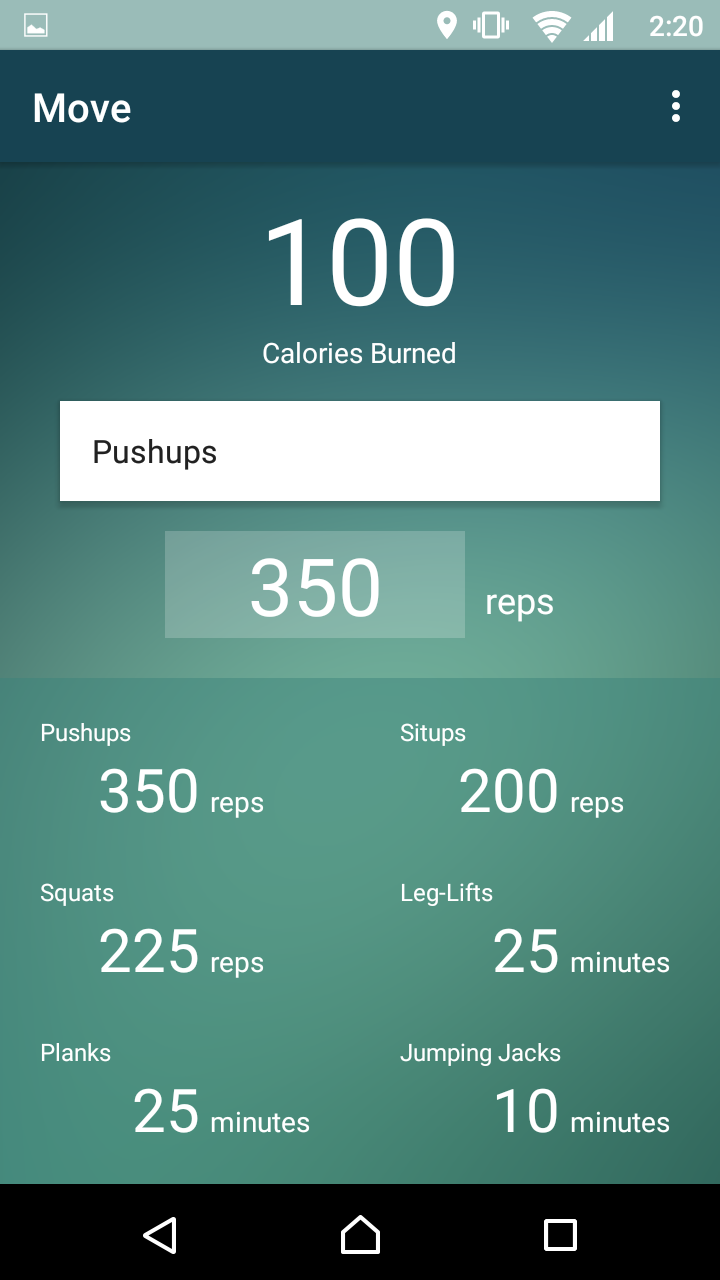 2:20
Move
100
Calories Burned
Pushups
350 reps
Pushups
350 reps
Situps
200 reps
Squats
225 reps
Leg-Lifts
25 minutes
Planks
25 minutes
Jumping Jacks
10 minutes